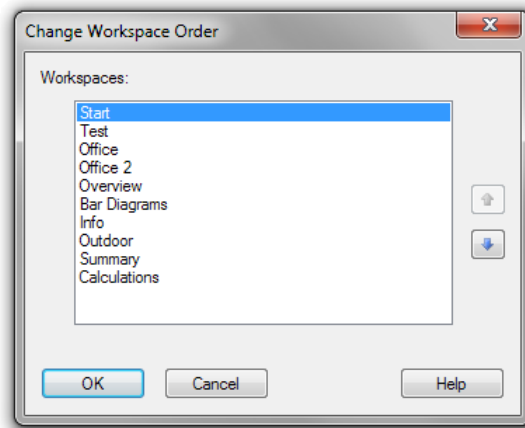 Change Workspace Order
Workspaces:
Start
Test
Office
Office 2
Overview
Bar Diagrams
Info
Outdoor
Summary
Calculations
OK Cancel Help